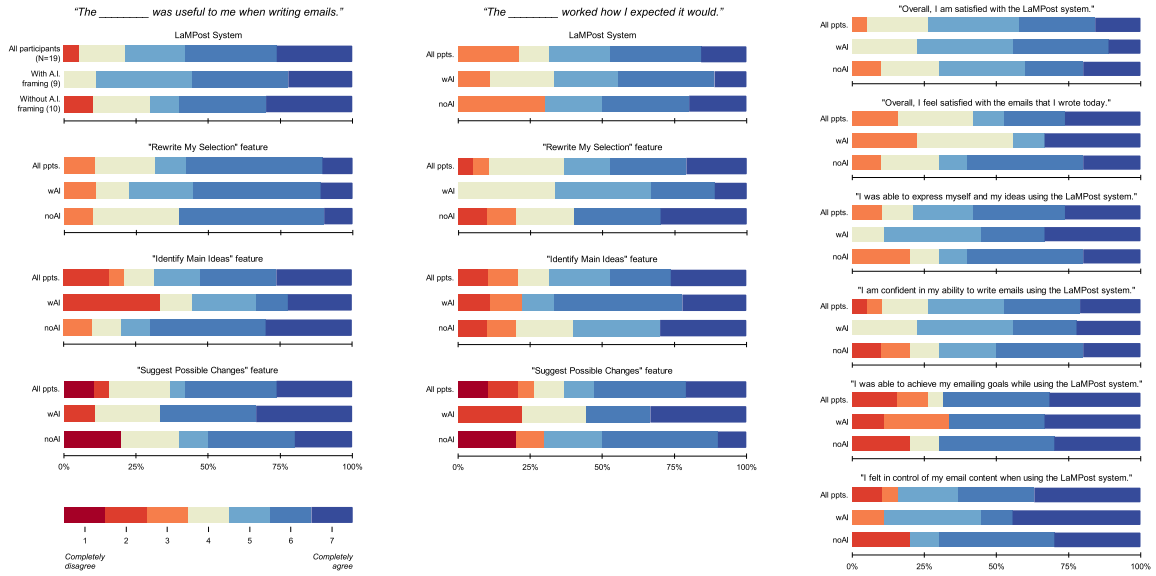 “The ________ was useful to me when writing emails.”
LaMPost System
All participants
(N=19)
With A.I.
framing (9)
Without A.I.
framing (10)
"Rewrite My Selection" feature
All ppts.
wAI
noAI
"Identify Main Ideas" feature
All ppts.
wAI
noAI
"Suggest Possible Changes" feature
All ppts.
wAI
noAI
0% 25% 50% 75% 100%
1 2 3 4 5 6 7
Completely
disagree
Completely
agree
“The ________ worked how I expected it would.”
LaMPost System
All ppts.
wAI
noAI
"Rewrite My Selection" feature
All ppts.
wAI
noAI
"Identify Main Ideas" feature
All ppts.
wAI
noAI
"Suggest Possible Changes" feature
All ppts.
wAI
noAI
0% 25% 50% 75% 100%
"Overall, I am satisfied with the LaMPost system."
All ppts.
wAI
noAI
"Overall, I feel satisfied with the emails that I wrote today."
All ppts.
wAI
noAI
"I was able to express myself and my ideas using the LaMPost system."
All ppts.
wAI
noAI
"I am confident in my ability to write emails using the LaMPost system."
All ppts.
wAI
noAI
"I was able to achieve my emailing goals while using the LaMPost system."
All ppts.
wAI
noAI
"I felt in control of my email content when using the LaMPost system."
All ppts.
wAI
noAI
0% 25% 50% 75% 100%